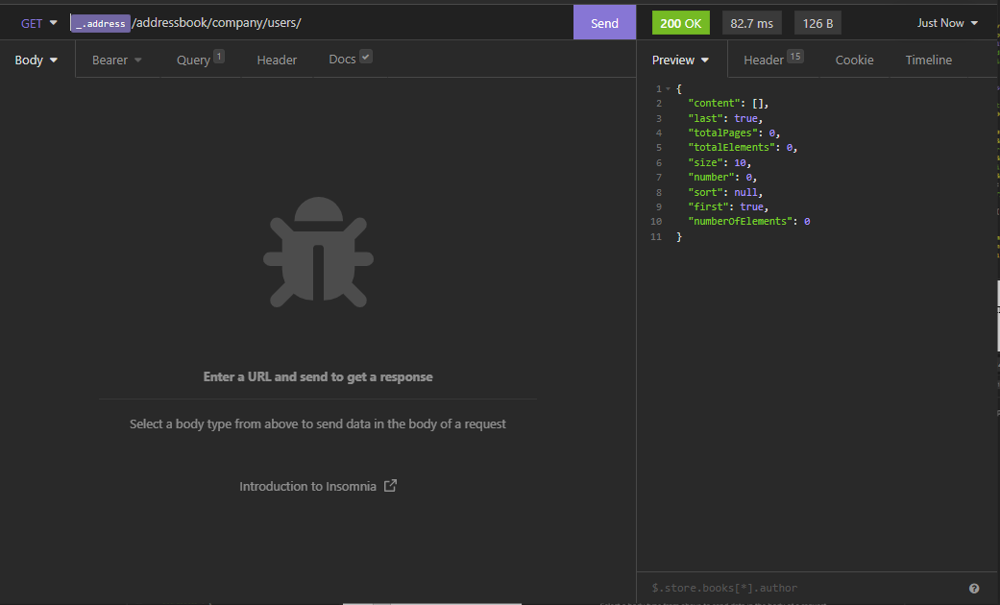 GET _.address/addressbook/company/users/ Send 200 OK 82.7 ms 126 B Just Now
Body Bearer Query 1 Header Docs Preview Header 15 Cookie Timeline
1 {
2 "content": [],
3 "last": true,
4 "totalPages": 0,
5 "totalElements": 0,
6 "size": 10,
7 "number": 0,
8 "sort": null,
9 "first": true,
10 "numberOfElements": 0
11 }
Enter a URL and send to get a response
Select a body type from above to send data in the body of a request
Introduction to Insomnia
$.store.books[*].author